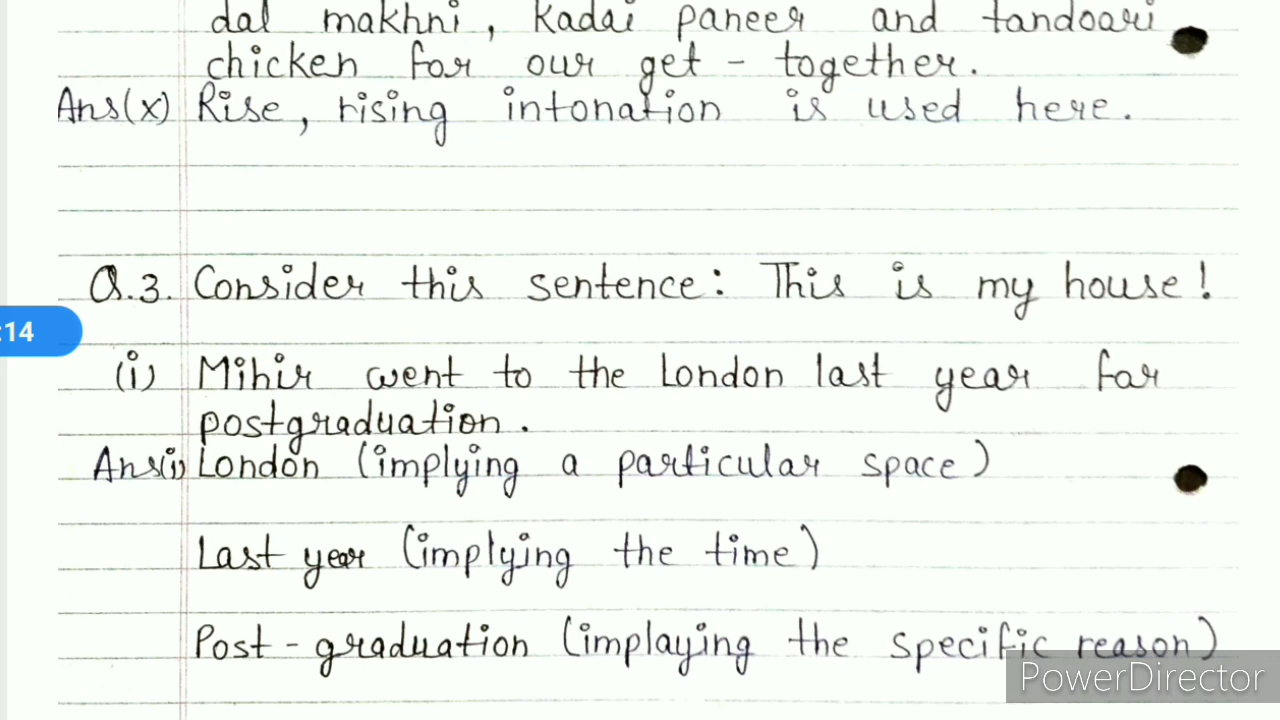 dal makhni, Kadai paneer and tandoari
chicken for our get - together.
Ans(x) Rise, rising intonation is used here.
Q.3. Consider this sentence: This is my house!
:14
(i) Mihir went to the London last year for
postgraduation.
Ans(i) London (implying a particular space)
Last year (implying the time)
Post - graduation (implaying the specific reason)
PowerDirector